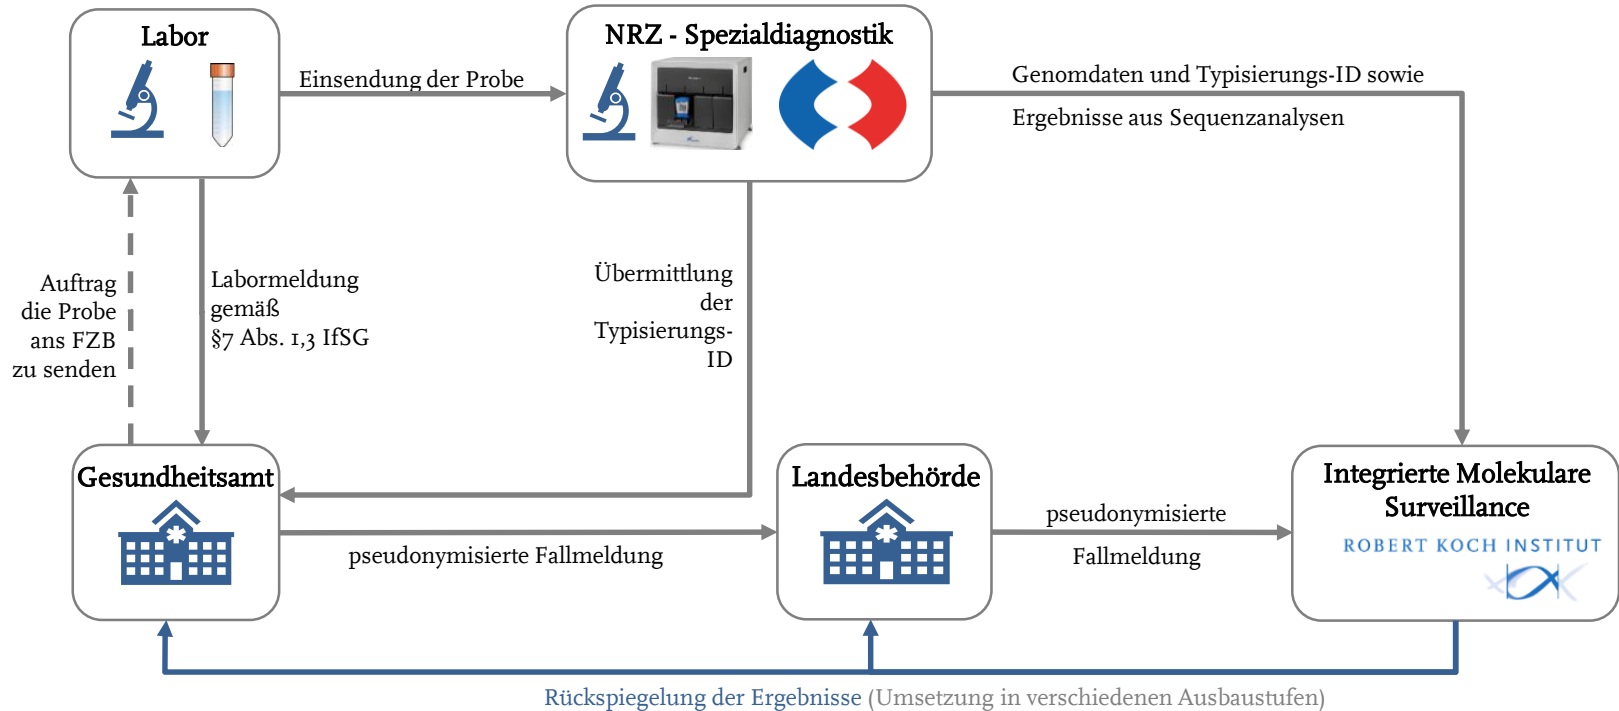 Labor
NRZ - Spezialdiagnostik
Einsendung der Probe
Genomdaten und Typisierungs-ID sowie
Ergebnisse aus Sequenzanalysen
Auftrag
die Probe
ans FZB
zu senden
Labormeldung
gemäß
§7 Abs. 1,3 IfSG
Übermittlung
der
Typisierungs-
ID
Gesundheitsamt
pseudonymisierte Fallmeldung
Landesbehörde
pseudonymisierte
Fallmeldung
Integrierte Molekulare
Surveillance
ROBERT KOCH INSTITUT
Rückspiegelung der Ergebnisse (Umsetzung in verschiedenen Ausbaustufen)